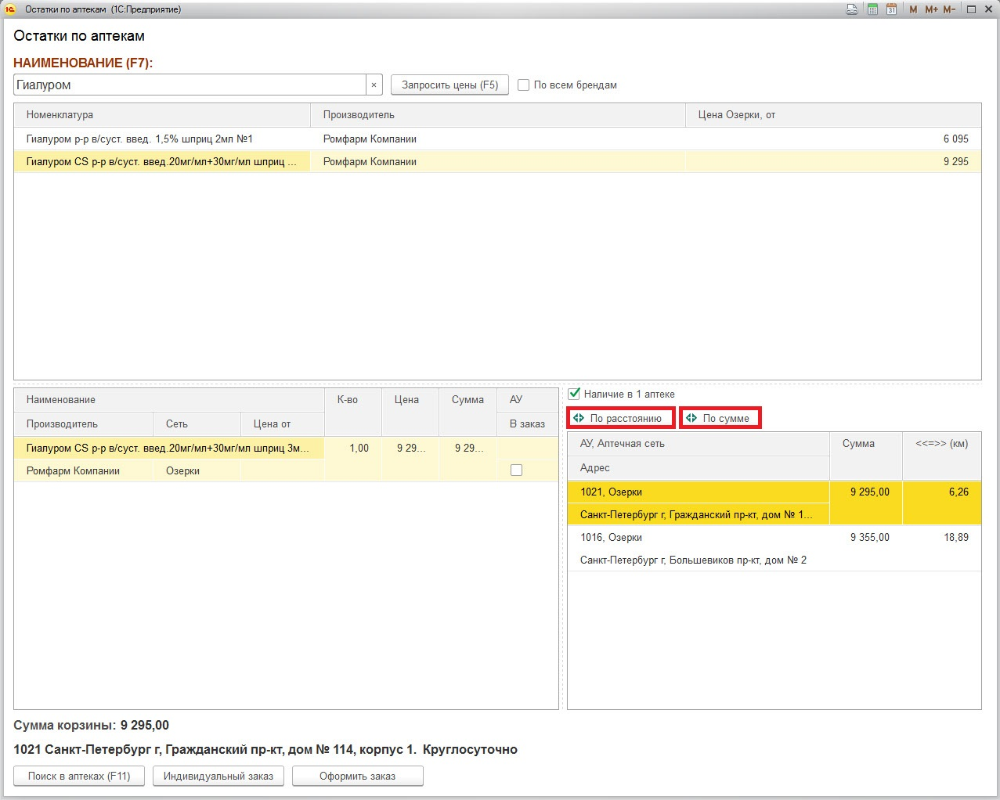 Остатки по аптекам (1С:Предприятие)
M M+ M-
Остатки по аптекам
НАИМЕНОВАНИЕ (F7):
Гиалуром × Запросить цены (F5) По всем брендам
Номенклатура Производитель Цена Озерки, от
Гиалуром р-р в/суст. введ. 1,5% шприц 2мл №1 Ромфарм Компании 6 095
Гиалуром CS р-р в/суст. введ.20мг/мл+30мг/мл шприц ... Ромфарм Компании 9 295
Наименование К-во Цена Сумма АУ
Производитель Сеть Цена от В заказ
Гиалуром CS р-р в/суст. введ.20мг/мл+30мг/мл шприц 3м... 1,00 9 29... 9 29...
Ромфарм Компании Озерки
Наличие в 1 аптеке
По расстоянию По сумме
АУ, Аптечная сеть Сумма <<=>> (км)
Адрес
1021, Озерки 9 295,00 6,26
Санкт-Петербург г, Гражданский пр-кт, дом № 1...
1016, Озерки 9 355,00 18,89
Санкт-Петербург г, Большевиков пр-кт, дом № 2
Сумма корзины: 9 295,00
1021 Санкт-Петербург г, Гражданский пр-кт, дом № 114, корпус 1. Круглосуточно
Поиск в аптеках (F11) Индивидуальный заказ Оформить заказ